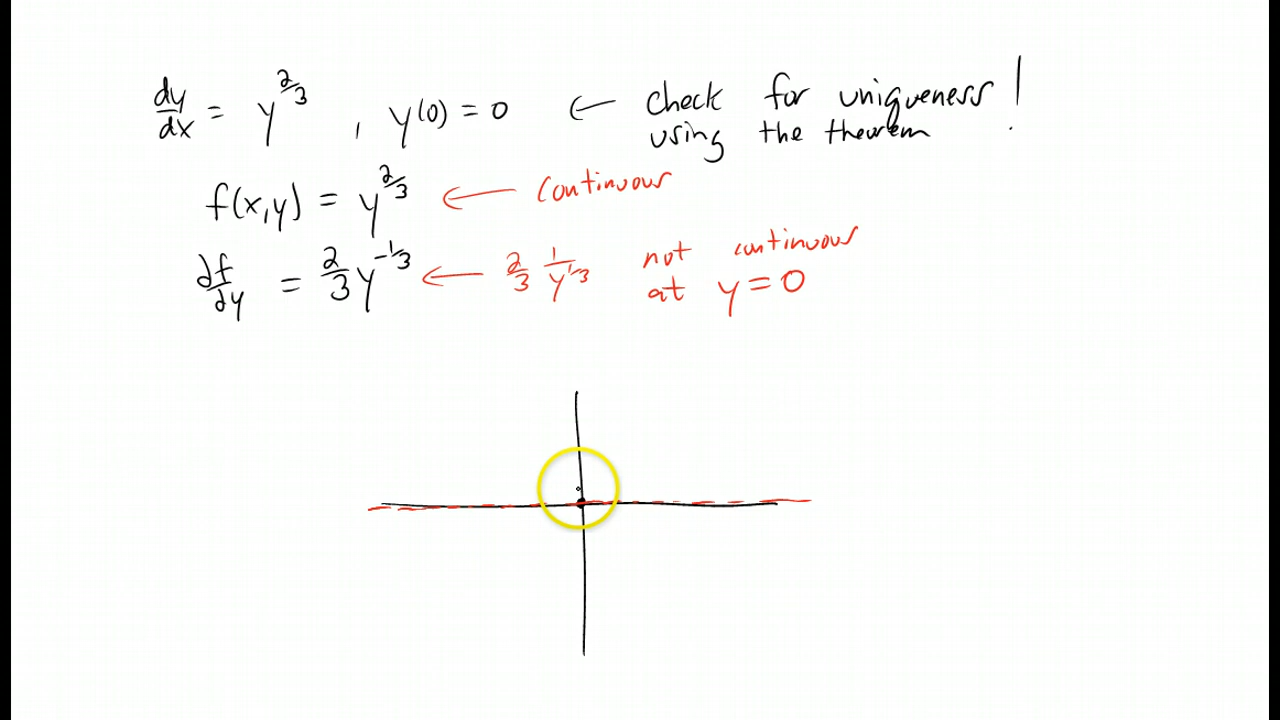 dy/dx = y^{2/3} , y(0) = 0 ← check for uniqueness!
using the theorem
f(x,y) = y^{2/3} ← continuous
∂f/∂y = 2/3 y^{-1/3} ← 2/3 1/y^{1/3} not continuous
at y = 0